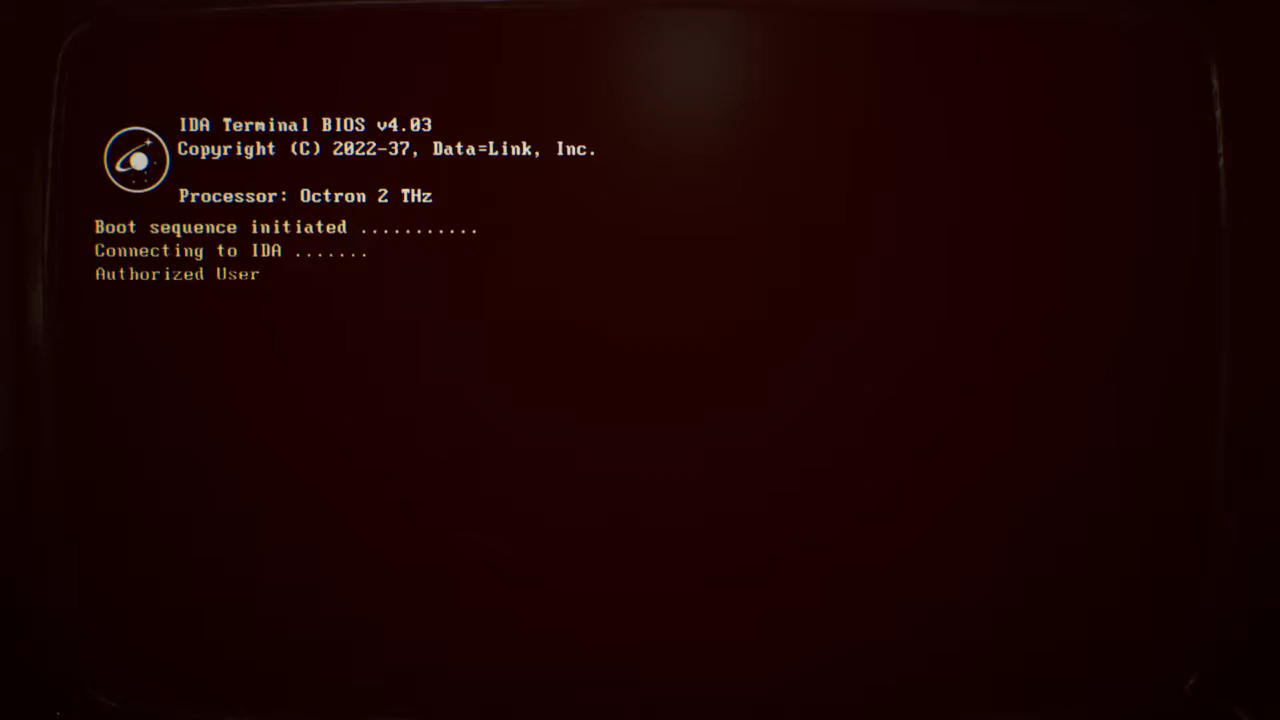 IDA Terminal BIOS v4.03
Copyright (C) 2022-37, Data=Link, Inc.
Processor: Octron 2 THz
Boot sequence initiated ...........
Connecting to IDA .......
Authorized User